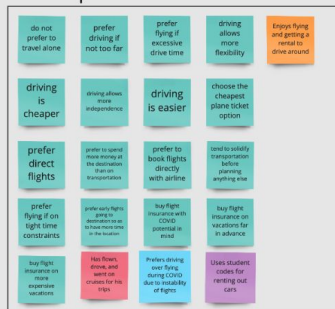 do not
prefer to
travel alone
prefer
driving if
not too far
prefer
flying if
excessive
drive time
driving
allows
more
flexibility
Enjoys flying
and getting a
rental to
drive around
driving
is
cheaper
driving allows
more
independence
driving
is easier
choose the
cheapest
plane ticket
option
prefer
direct
flights
prefer to spend
more money at
the destination
than on
transportation
prefer to
book flights
directly
with airline
tend to solidify
transportation
before
planning
anything else
prefer
flying if on
tight time
constraints
prefer early flights
going to
destination so as
to have more time
in the location
buy flight
insurance with
COVID
potential in
mind
buy flight
insurance on
vacations far
in advance
buy flight
insurance on
more
expensive
vacations
Has flown,
drove, and
went on
cruises for his
trips
Prefers driving
over flying
during COVID
due to instability
of flights
Uses student
codes for
renting out
cars